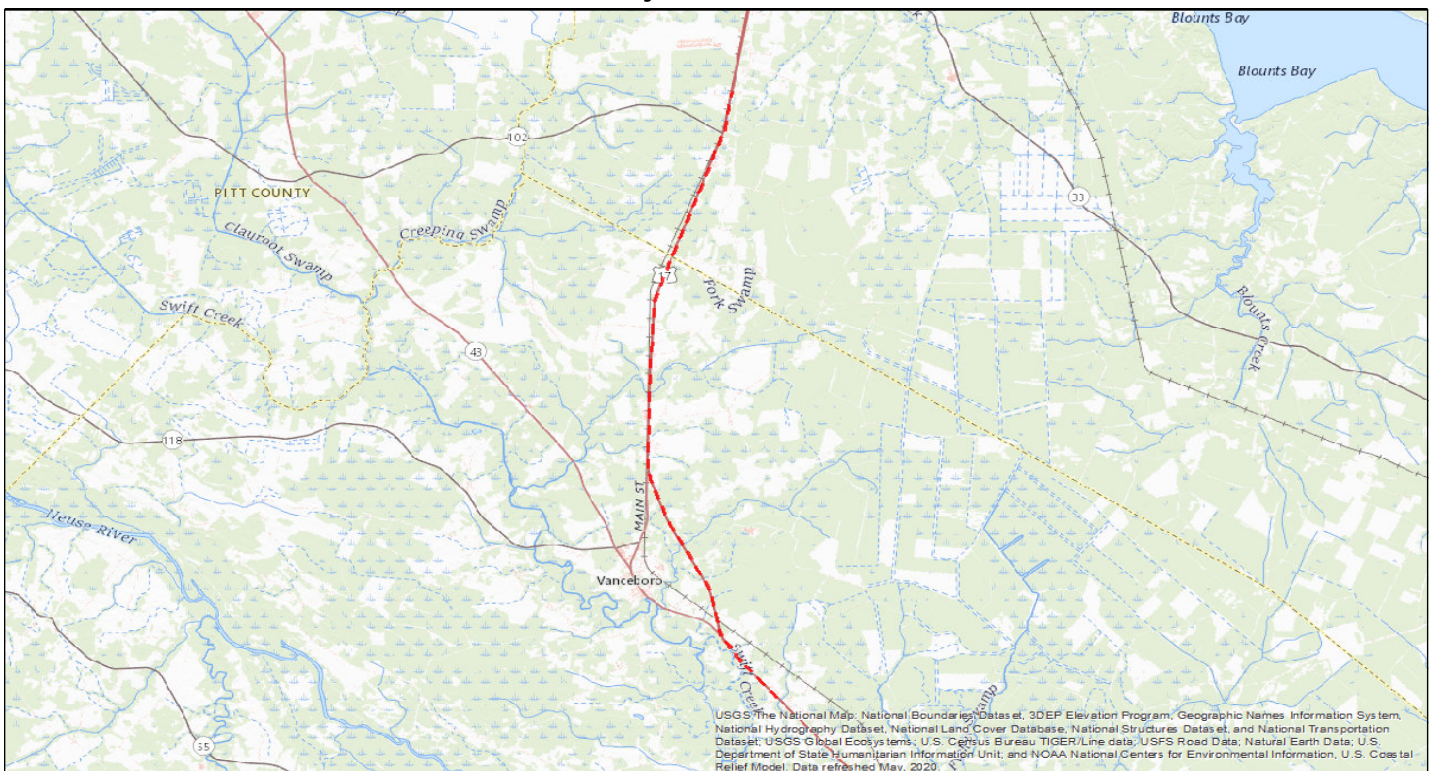 Blounts Bay
Blounts Bay
102
PITT COUNTY
33
Creeping Swamp
Clayroot Swamp
17
Fork
Swamp
Swift Creek
Blounts Creek
43
118
MAIN ST
Neuse River
Vanceboro
Swift Creek
Swamp
55
USGS The National Map: National Boundaries Dataset, 3DEP Elevation Program, Geographic Names Information System,
National Hydrography Dataset, National Land Cover Database, National Structures Dataset, and National Transportation
Dataset; USGS Global Ecosystems; U.S. Census Bureau TIGER/Line data; USFS Road Data; Natural Earth Data; U.S.
Department of State Humanitarian Information Unit; and NOAA National Centers for Environmental Information, U.S. Coastal
Relief Model. Data refreshed May, 2020.